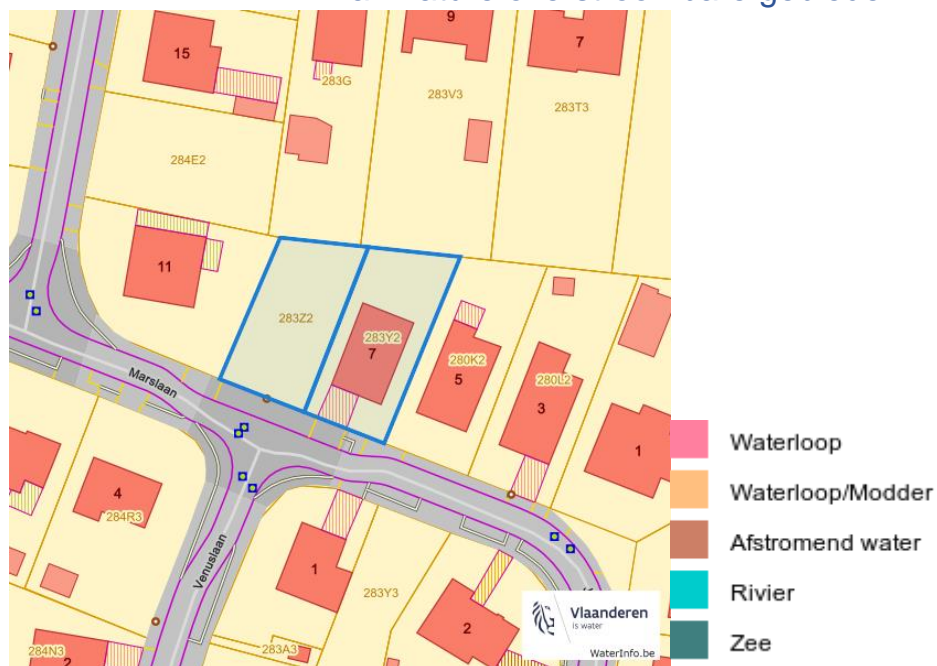 15
283G
9
283V3
7
283T3
284E2
11
283Z2
283Y2
7
280K2
5
280L2
3
1
Marslaan
4
284R3
Venuslaan
1
283Y3
2
284N3
2
283A3
Vlaanderen
is water
WaterInfo.be
Waterloop
Waterloop/Modder
Afstromend water
Rivier
Zee